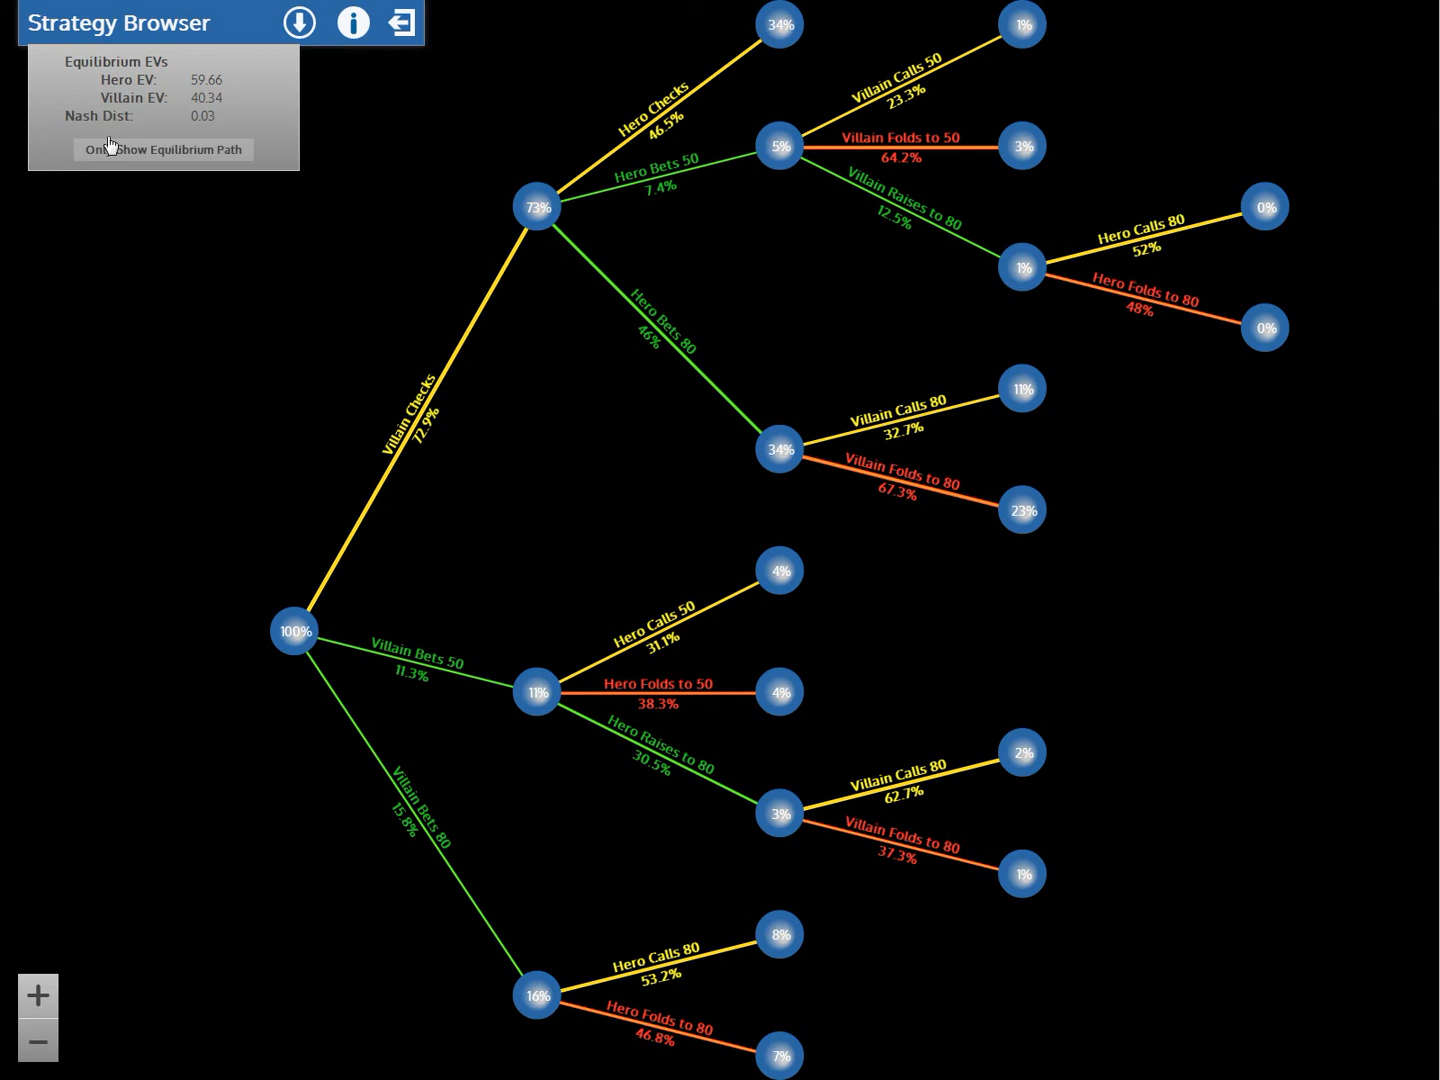 Strategy Browser
Equilibrium EVs
Hero EV: 59.66
Villain EV: 40.34
Nash Dist: 0.03
Show Equilibrium Path
34%
1%
Villain Calls 50
23.3%
Hero Checks
46.5%
5%
Villain Folds to 50
64.2%
3%
Hero Bets 50
7.4%
Villain Raises to 80
12.5%
73%
0%
Hero Calls 80
52%
1%
Hero Folds to 80
48%
0%
Hero Bets 80
46%
11%
Villain Calls 80
32.7%
Villain Checks
72.9%
34%
Villain Folds to 80
67.3%
23%
4%
Hero Calls 50
31.1%
100%
Villain Bets 50
11.3%
11%
Hero Folds to 50
38.3%
4%
Hero Raises to 80
30.5%
2%
Villain Calls 80
62.7%
3%
Villain Folds to 80
37.3%
1%
Villain Bets 80
15.8%
8%
Hero Calls 80
53.2%
16%
Hero Folds to 80
46.8%
7%